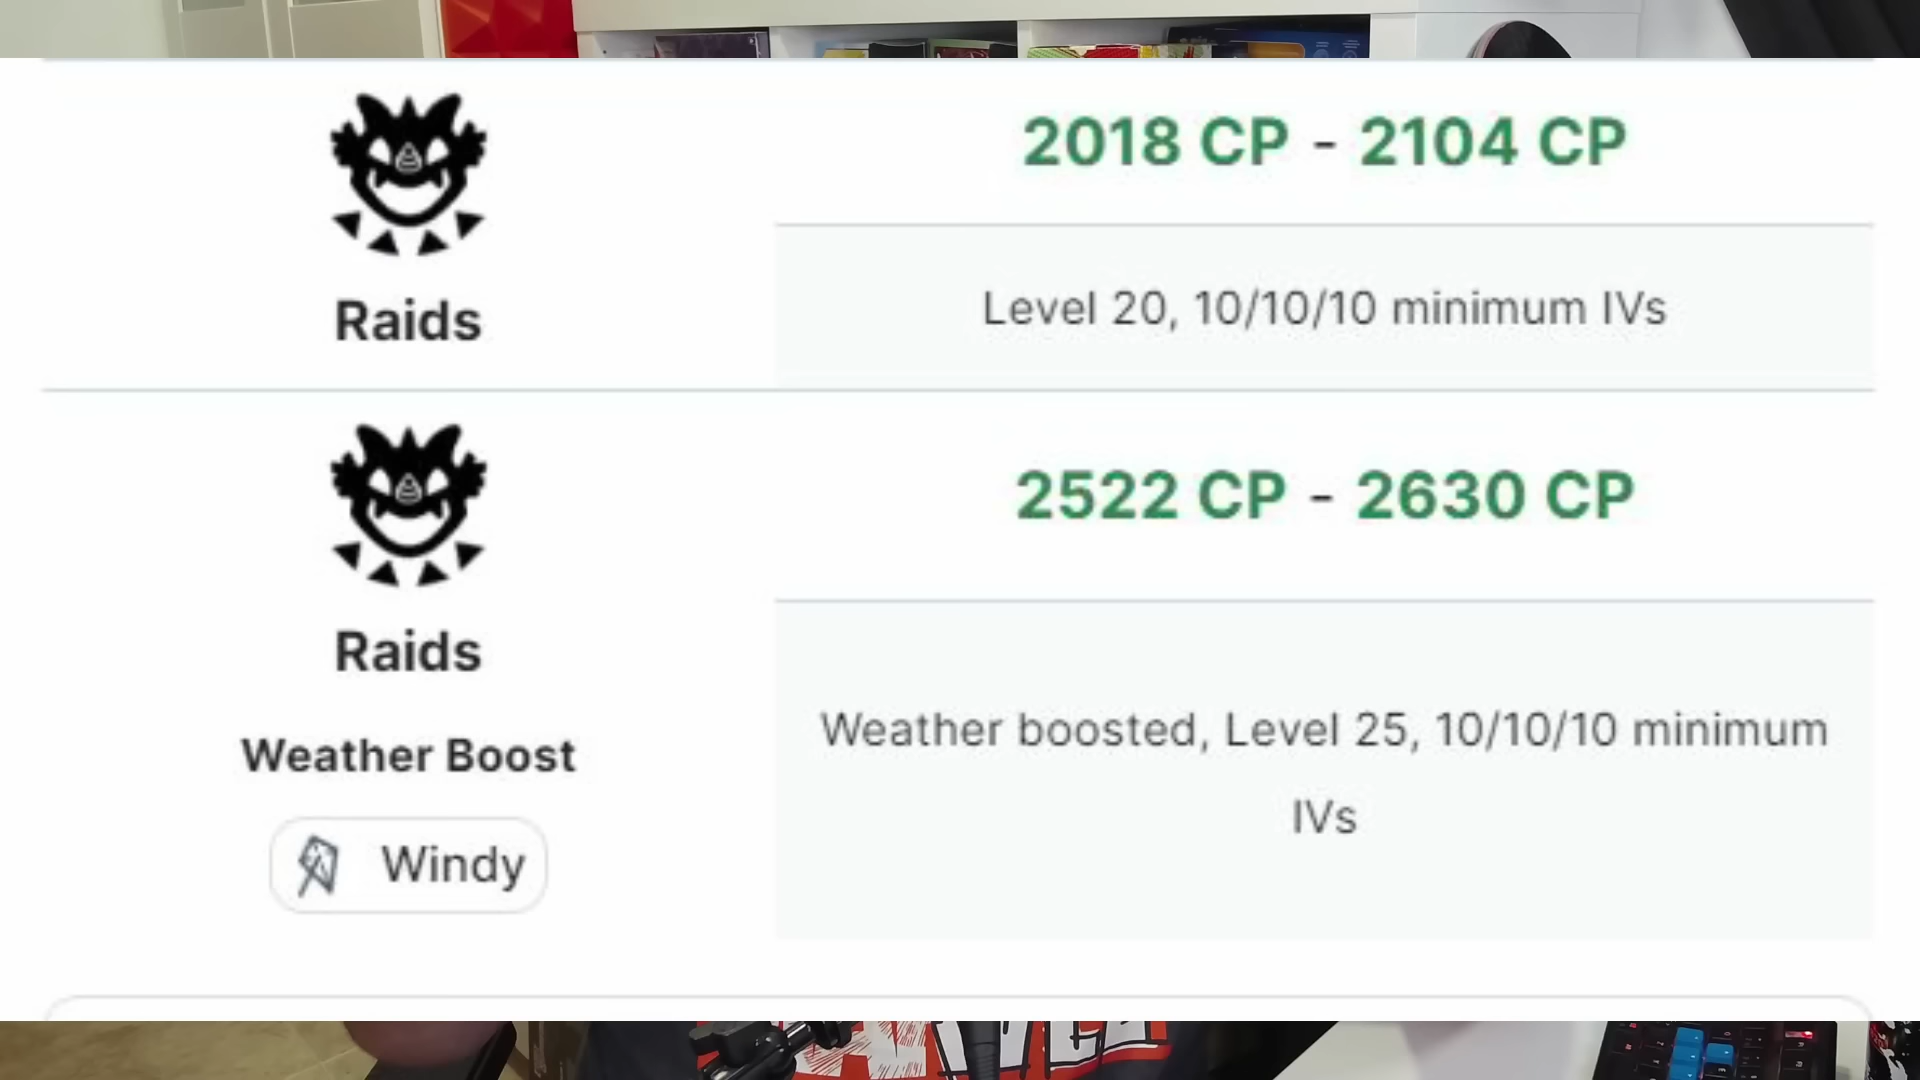 2018 CP - 2104 CP
Raids
Level 20, 10/10/10 minimum IVs
2522 CP - 2630 CP
Raids
Weather Boost
Windy
Weather boosted, Level 25, 10/10/10 minimum
IVs